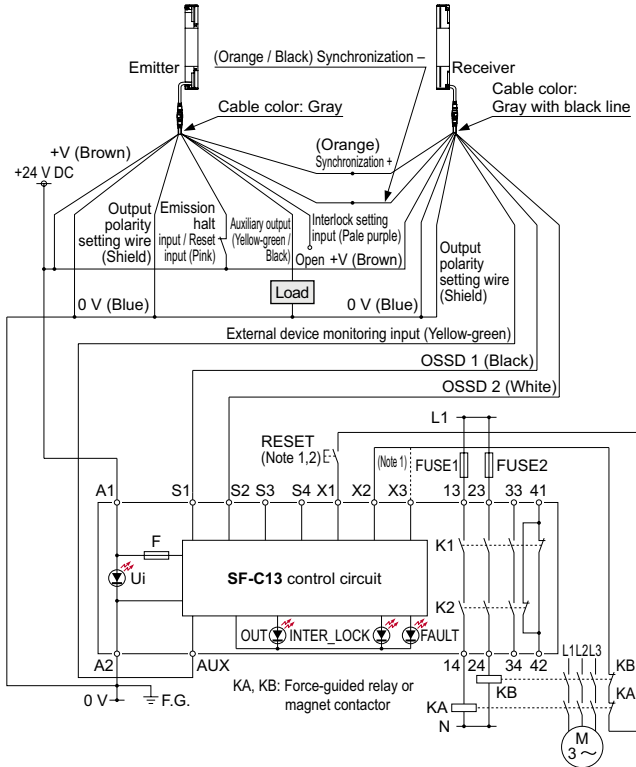 (Orange / Black) Synchronization –
Emitter
Receiver
Cable color: Gray
Cable color:
Gray with black line
+V (Brown)
(Orange)
Synchronization +
+24 V DC
Output
polarity
setting wire
(Shield)
Emission
halt
input / Reset
input (Pink)
Auxiliary output
(Yellow-green /
Black)
Interlock setting
input (Pale purple)
Open
+V (Brown)
Output
polarity
setting wire
(Shield)
Load
0 V (Blue)
0 V (Blue)
External device monitoring input (Yellow-green)
OSSD 1 (Black)
OSSD 2 (White)
L1
RESET
(Note 1,2)
(Note 1)
FUSE1
FUSE2
A1
S1
S2
S3
S4
X1
X2
X3
13
23
33
41
F
K1
Ui
SF-C13 control circuit
K2
OUT
INTER_LOCK
FAULT
A2
AUX
14
24
34
42
L1
L2
L3
KA, KB: Force-guided relay or
magnet contactor
KB
KB
KA
KA
0 V
F.G.
N
M
3 ~